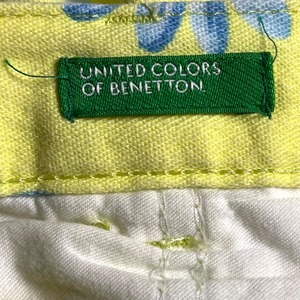 UNITED COLORS
OF BENETTON.